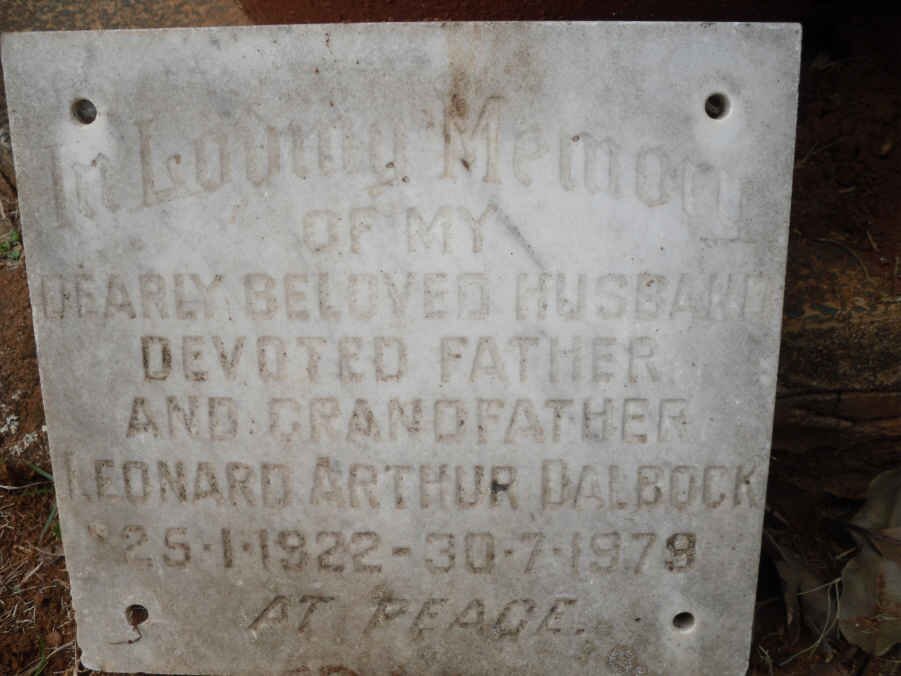 In Loving Memory
OF MY
DEARLY BELOVED HUSBAND
DEVOTED FATHER
AND GRANDFATHER
LEONARD ARTHUR DALBOCK
25·1·1922-30·7·1978
AT PEACE.